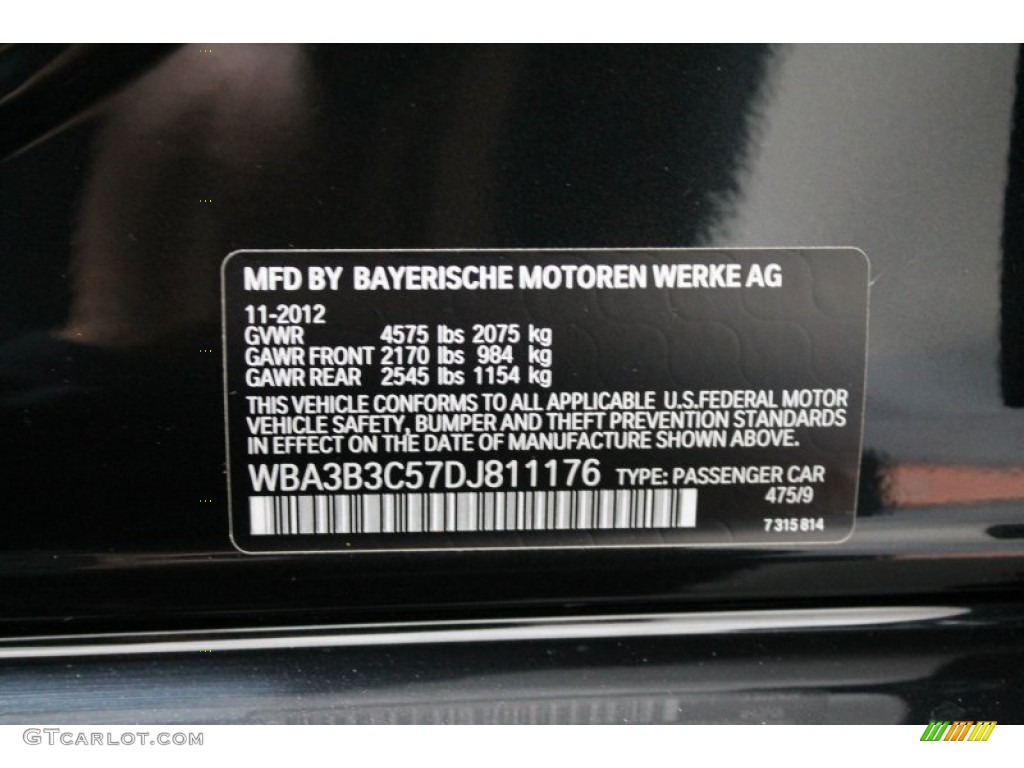 MFD BY BAYERISCHE MOTOREN WERKE AG
11-2012
GVWR 4575 lbs 2075 kg
GAWR FRONT 2170 lbs 984 kg
GAWR REAR 2545 lbs 1154 kg
THIS VEHICLE CONFORMS TO ALL APPLICABLE U.S.FEDERAL MOTOR
VEHICLE SAFETY, BUMPER AND THEFT PREVENTION STANDARDS
IN EFFECT ON THE DATE OF MANUFACTURE SHOWN ABOVE.
WBA3B3C57DJ811176 TYPE: PASSENGER CAR
475/9
7 315 814
GTCARLOT.COM